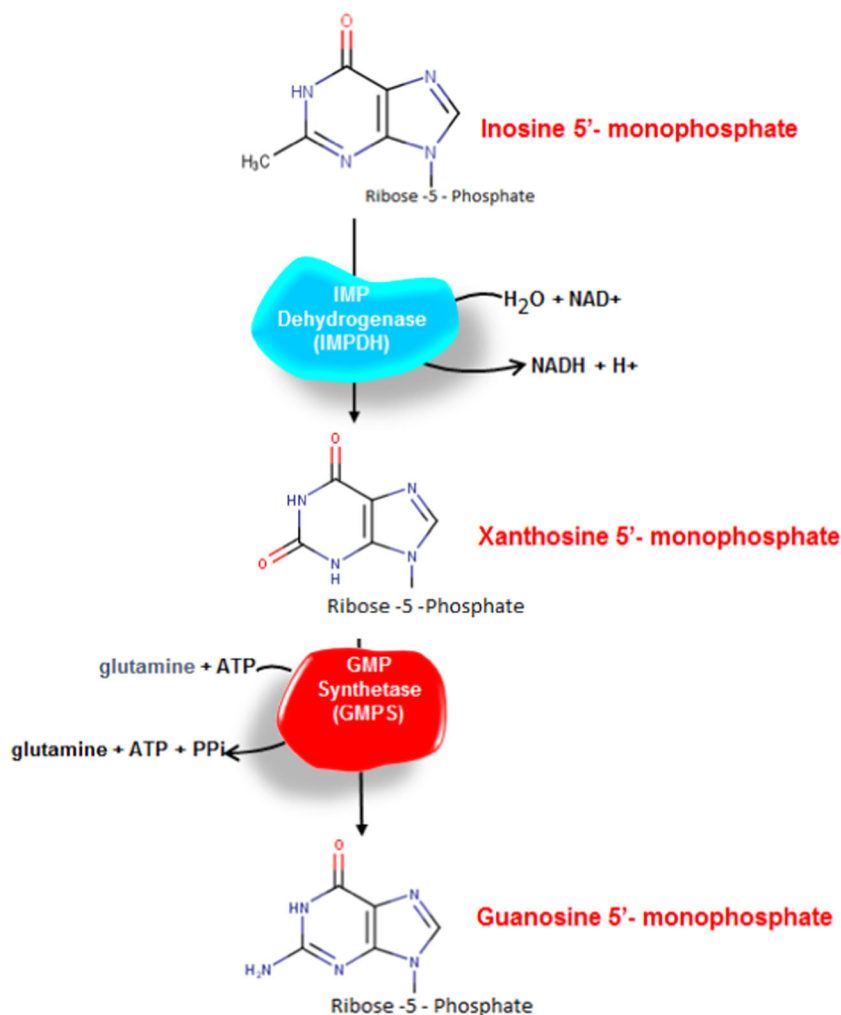 O
HN
N
N
N
H₃C
Inosine 5'- monophosphate
Ribose -5 - Phosphate
IMP
Dehydrogenase
(IMPDH)
H₂O + NAD+
NADH + H+
O
HN
N
O
N
H
N
Xanthosine 5'- monophosphate
Ribose -5 -Phosphate
glutamine + ATP
GMP
Synthetase
(GMPS)
glutamine + ATP + PPi
O
HN
N
H₂N
N
N
Guanosine 5'- monophosphate
Ribose -5 - Phosphate